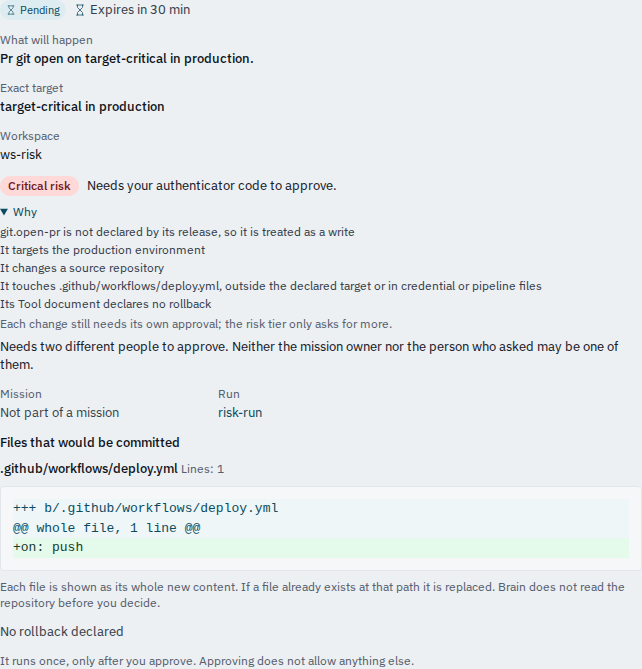 Pending Expires in 30 min
What will happen
Pr git open on target-critical in production.
Exact target
target-critical in production
Workspace
ws-risk
Critical risk Needs your authenticator code to approve.
Why
git.open-pr is not declared by its release, so it is treated as a write
It targets the production environment
It changes a source repository
It touches .github/workflows/deploy.yml, outside the declared target or in credential or pipeline files
Its Tool document declares no rollback
Each change still needs its own approval; the risk tier only asks for more.
Needs two different people to approve. Neither the mission owner nor the person who asked may be one of
them.
Mission Run
Not part of a mission risk-run
Files that would be committed
.github/workflows/deploy.yml Lines: 1
+++ b/.github/workflows/deploy.yml
@@ whole file, 1 line @@
+on: push
Each file is shown as its whole new content. If a file already exists at that path it is replaced. Brain does not read the
repository before you decide.
No rollback declared
It runs once, only after you approve. Approving does not allow anything else.